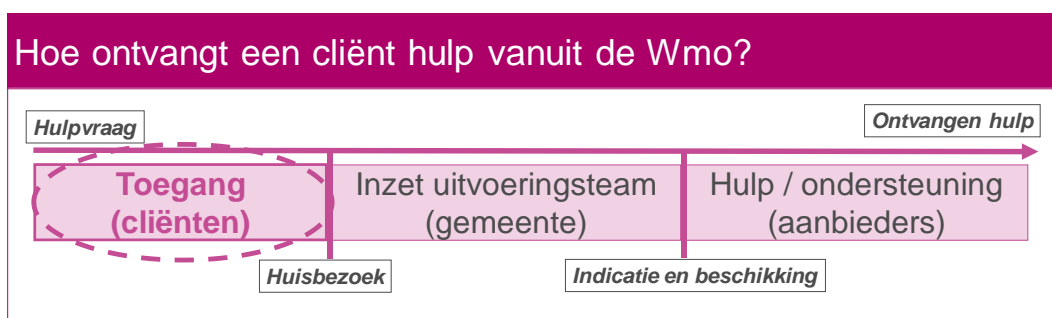 Hoe ontvangt een cliënt hulp vanuit de Wmo?
Hulpvraag
Ontvangen hulp
Toegang
(cliënten)
Inzet uitvoeringsteam
(gemeente)
Hulp / ondersteuning
(aanbieders)
Huisbezoek
Indicatie en beschikking